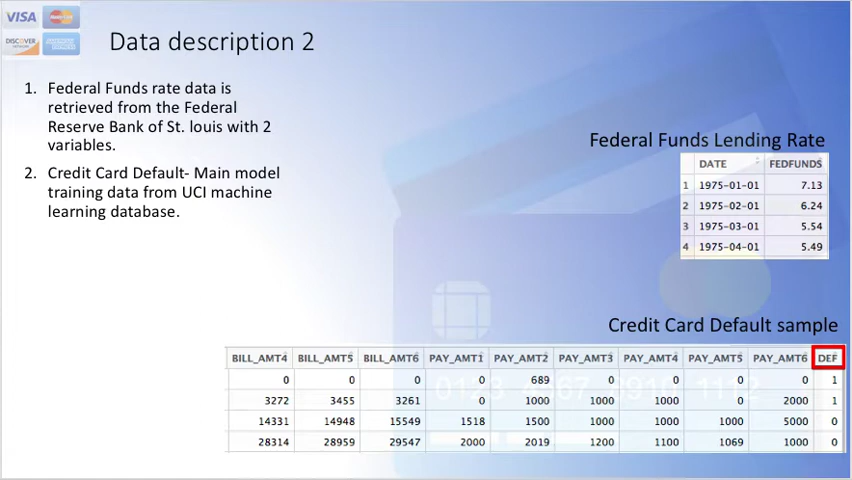 VISA MasterCard
DISCOVER
Data description 2
1. Federal Funds rate data is
retrieved from the Federal
Reserve Bank of St. louis with 2
variables.
2. Credit Card Default- Main model
training data from UCI machine
learning database.
Federal Funds Lending Rate
DATE FEDFUNDS
1 1975-01-01 7.13
2 1975-02-01 6.24
3 1975-03-01 5.54
4 1975-04-01 5.49
Credit Card Default sample
BILL_AMT4 BILL_AMT5 BILL_AMT6 PAY_AMT1 PAY_AMT2 PAY_AMT3 PAY_AMT4 PAY_AMT5 PAY_AMT6 DEF
0 0 0 0 689 0 0 0 0 1
3272 3455 3261 0 1000 1000 1000 0 2000 1
14331 14948 15549 1518 1500 1000 1000 1000 5000 0
28314 28959 29547 2000 2019 1200 1100 1069 1000 0